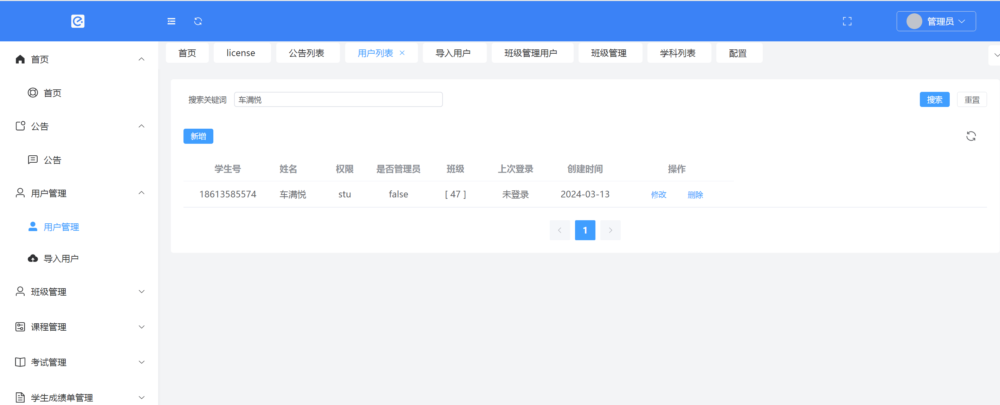 管理员
首页 license 公告列表 用户列表 导入用户 班级管理用户 班级管理 学科列表 配置
首页
首页
公告
公告
用户管理
用户管理
导入用户
班级管理
课程管理
考试管理
学生成绩单管理
搜索关键词 车满悦 搜索 重置
新增
学生号 姓名 权限 是否管理员 班级 上次登录 创建时间 操作
18613585574 车满悦 stu false [ 47 ] 未登录 2024-03-13 修改 删除
1